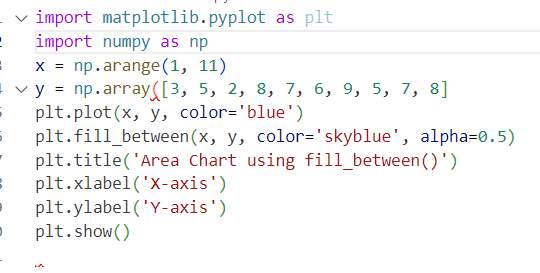 import matplotlib.pyplot as plt
import numpy as np
x = np.arange(1, 11)
y = np.array([3, 5, 2, 8, 7, 6, 9, 5, 7, 8]
plt.plot(x, y, color='blue')
plt.fill_between(x, y, color='skyblue', alpha=0.5)
plt.title('Area Chart using fill_between()')
plt.xlabel('X-axis')
plt.ylabel('Y-axis')
plt.show()